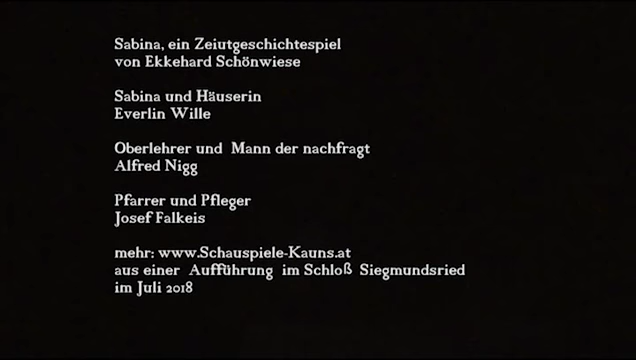 Sabina, ein Zeiutgeschichtespiel
von Ekkehard Schönwiese
Sabina und Häuserin
Everlin Wille
Oberlehrer und Mann der nachfragt
Alfred Nigg
Pfarrer und Pfleger
Josef Falkeis
mehr: www.Schauspiele-Kauns.at
aus einer Aufführung im Schloß Siegmundsried
im Juli 2018